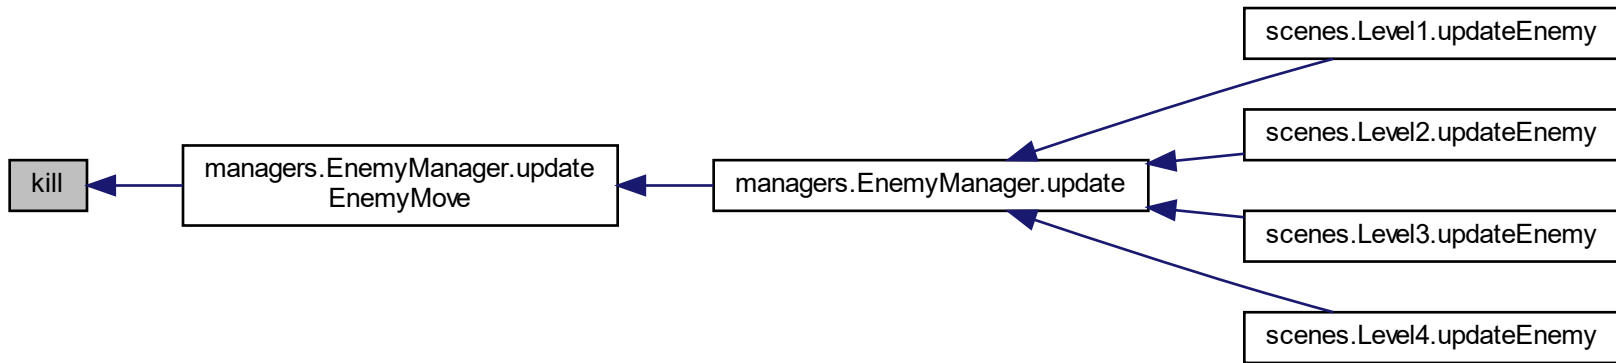 kill
managers.EnemyManager.update
EnemyMove
managers.EnemyManager.update
scenes.Level1.updateEnemy
scenes.Level2.updateEnemy
scenes.Level3.updateEnemy
scenes.Level4.updateEnemy